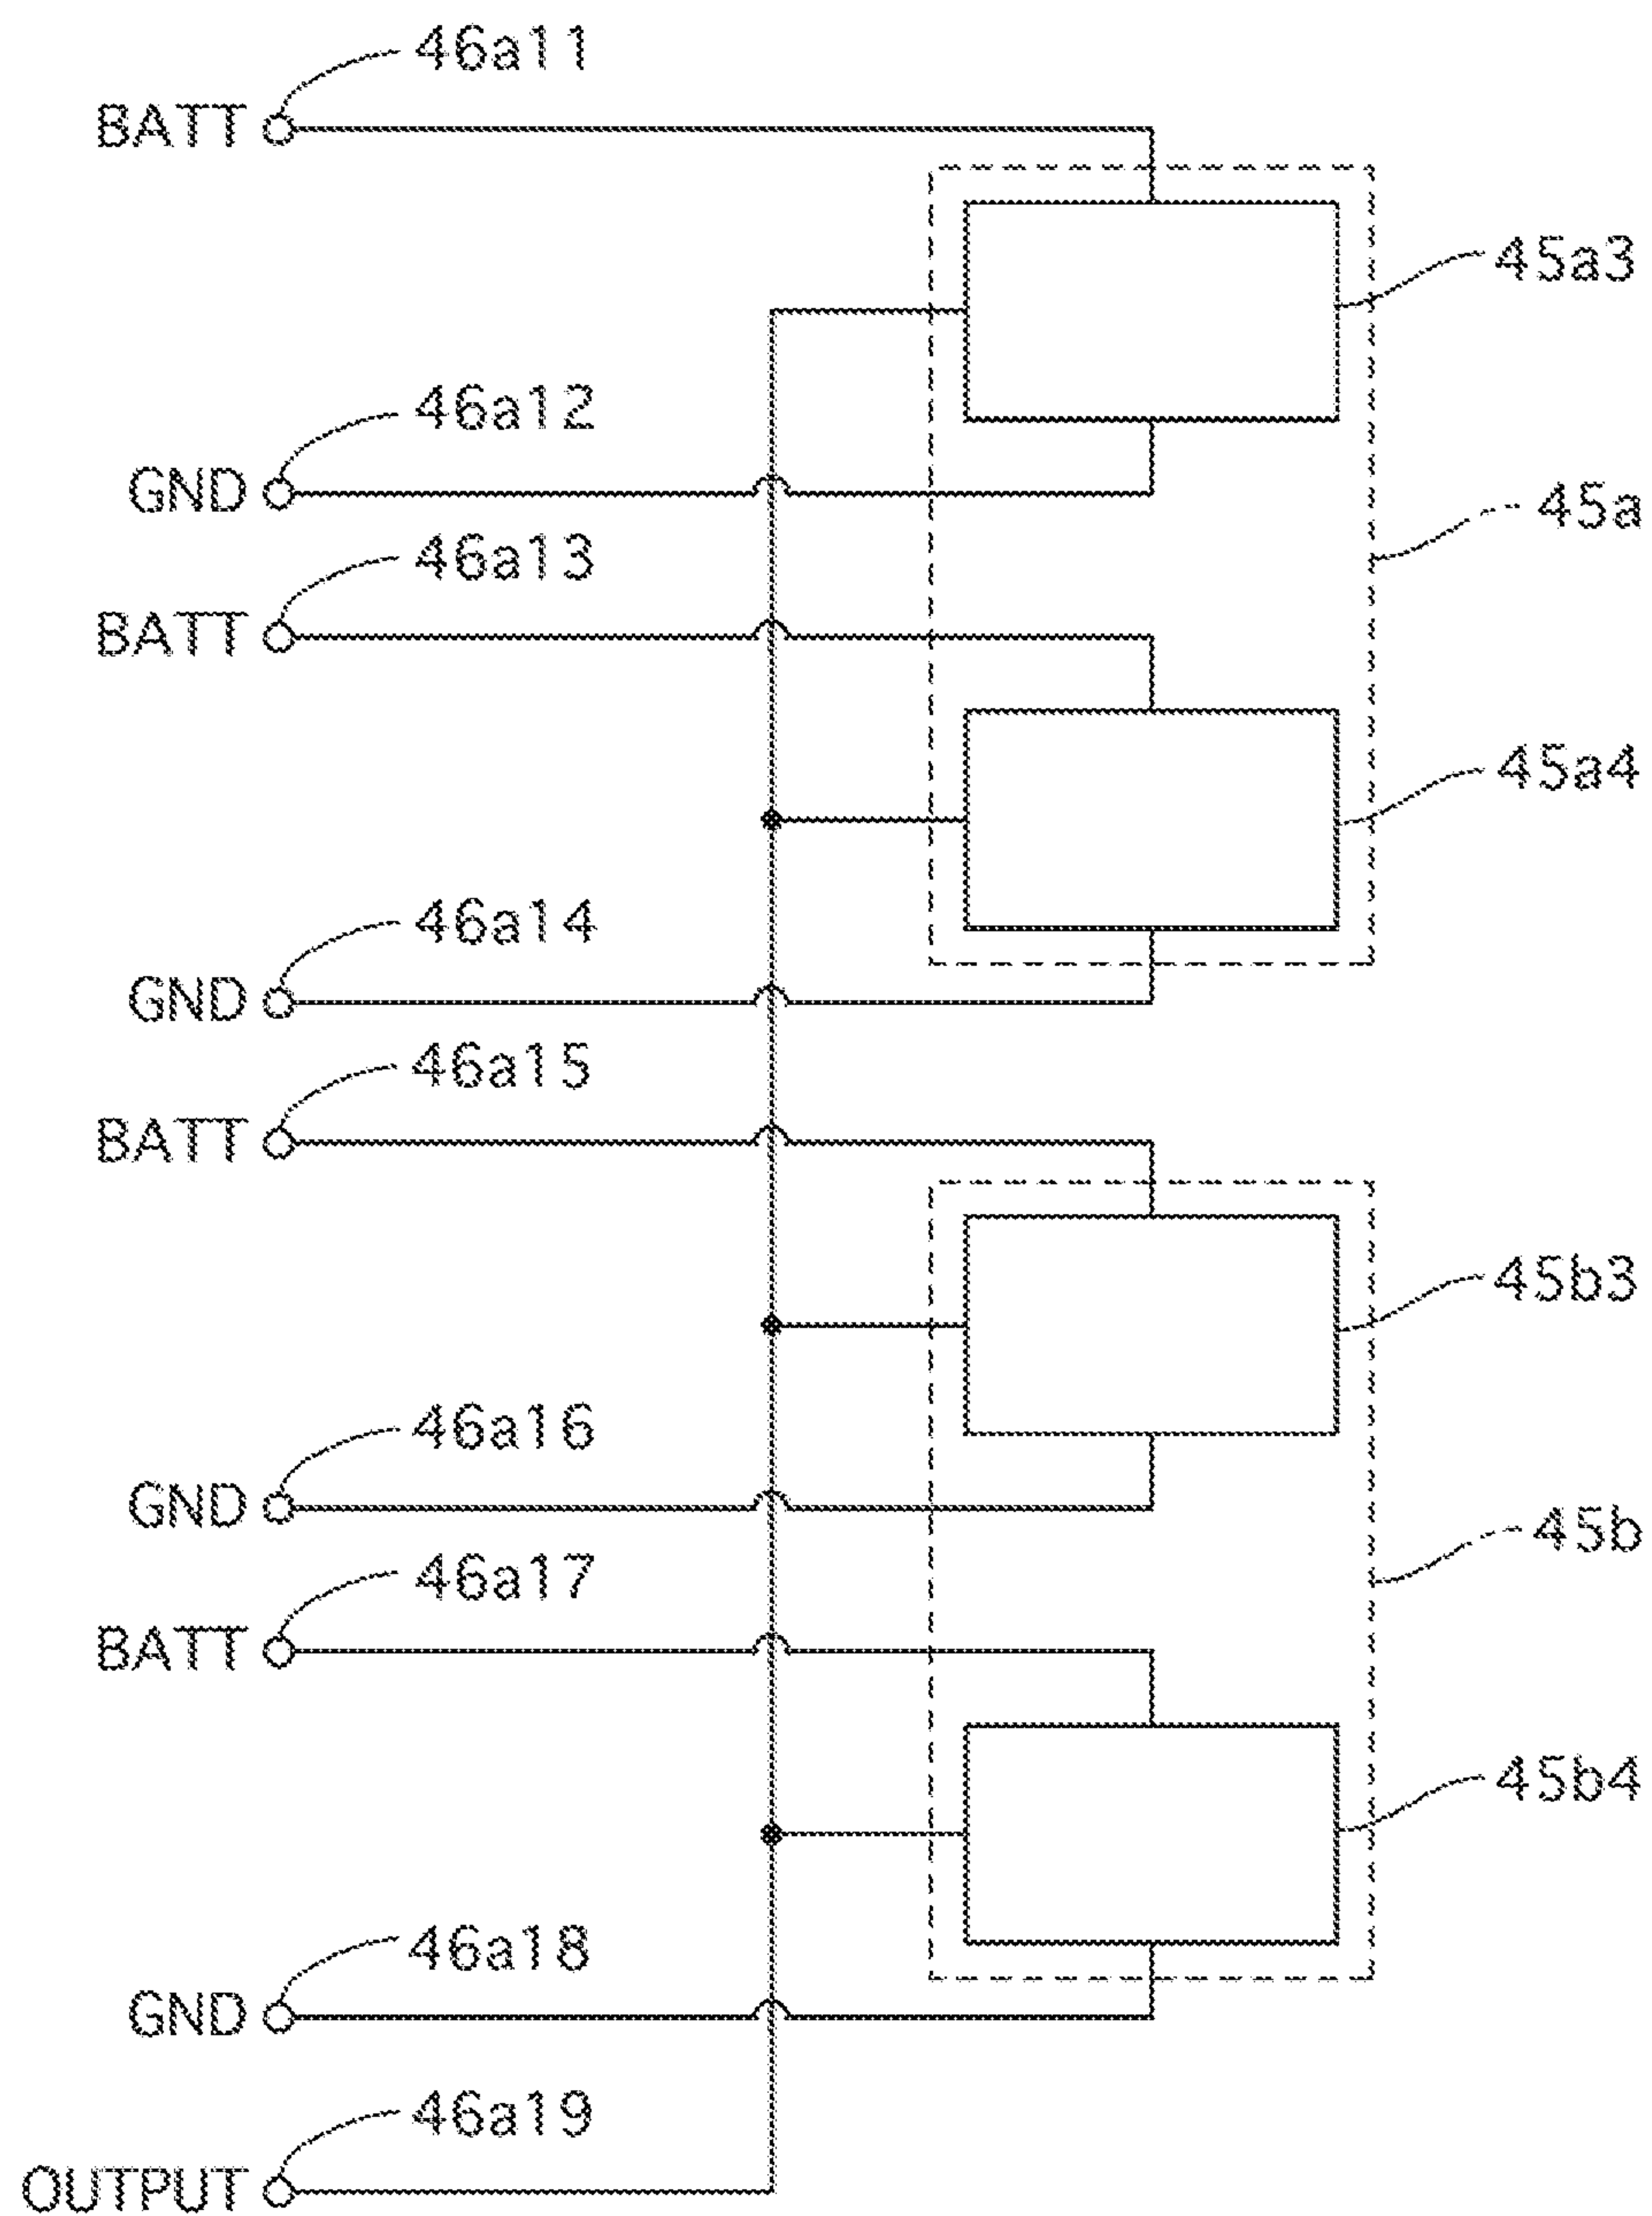 46a11
BATT
45a3
46a12
GND
45a
46a13
BATT
45a4
46a14
GND
46a15
BATT
45b3
46a16
GND
45b
46a17
BATT
45b4
46a18
GND
46a19
OUTPUT